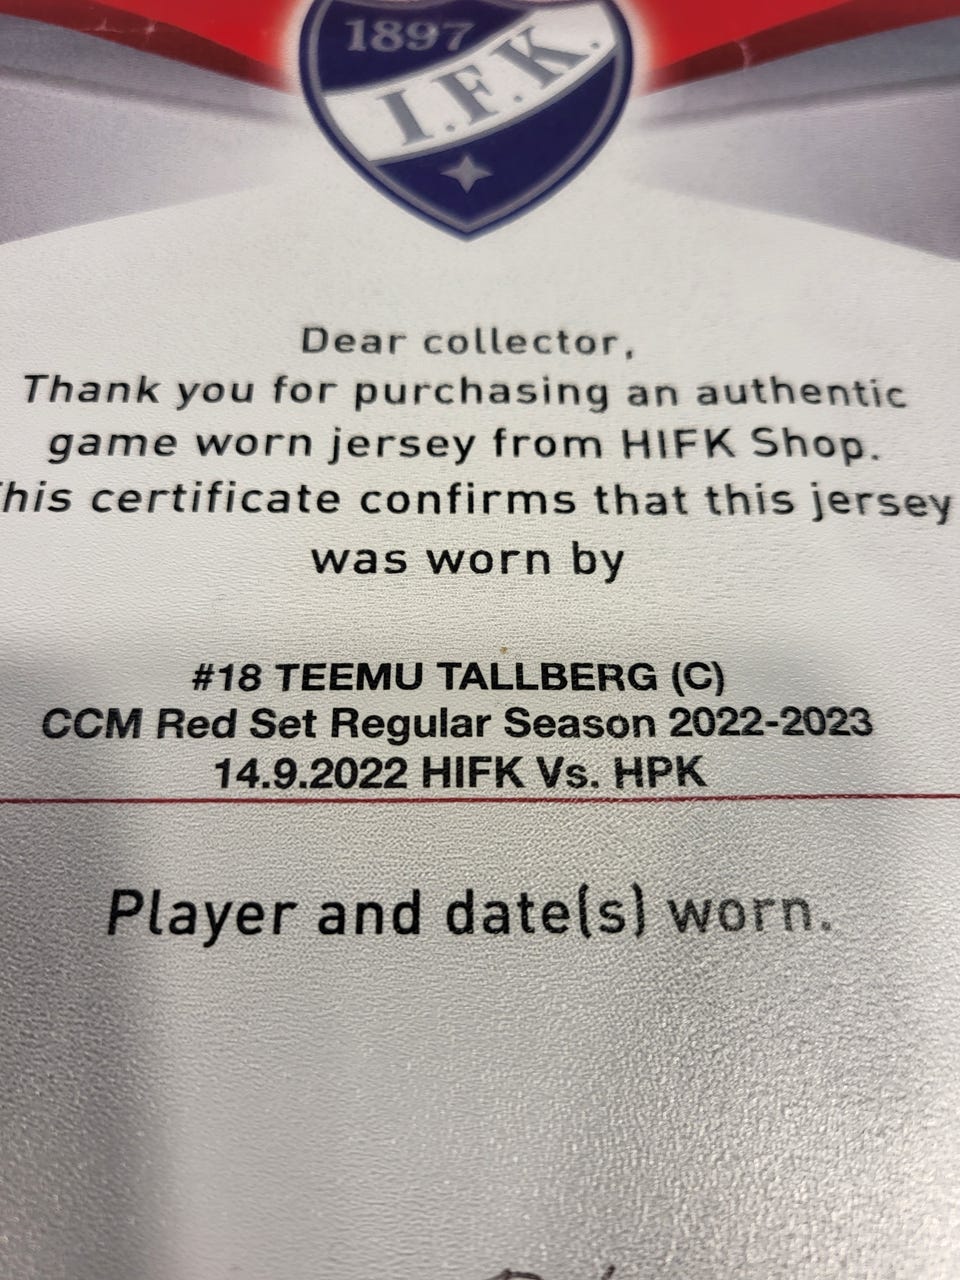 1897
I.F.K.
Dear collector,
Thank you for purchasing an authentic
game worn jersey from HIFK Shop.
This certificate confirms that this jersey
was worn by
#18 TEEMU TALLBERG (C)
CCM Red Set Regular Season 2022-2023
14.9.2022 HIFK Vs. HPK
Player and date(s) worn.